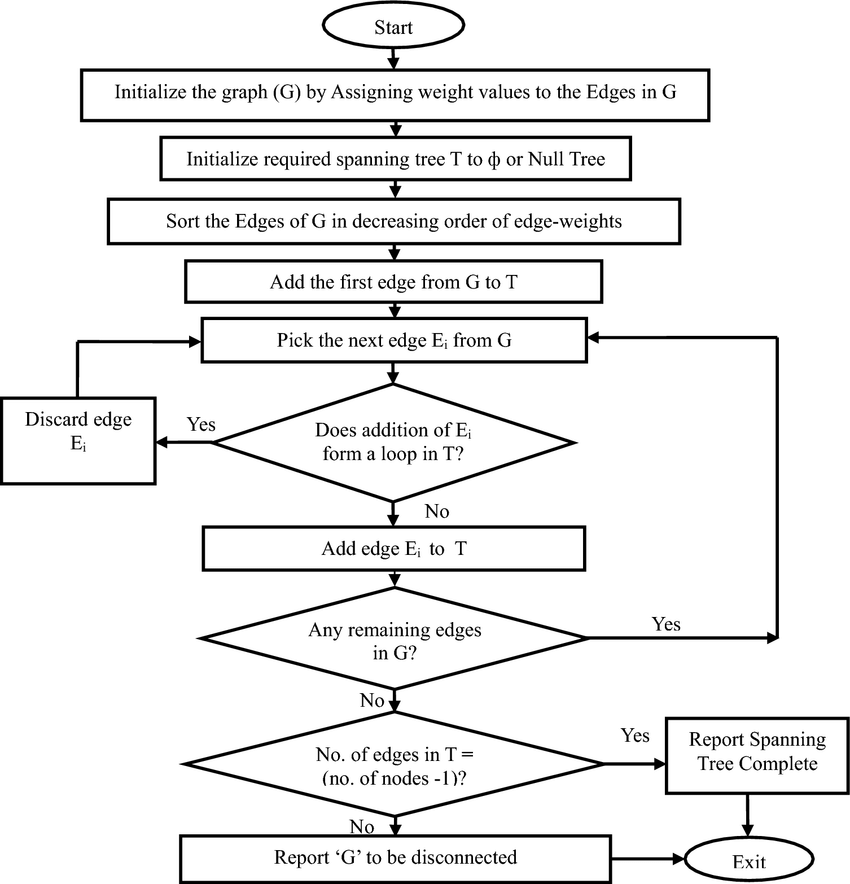 Start
Initialize the graph (G) by Assigning weight values to the Edges in G
Initialize required spanning tree T to ф or Null Tree
Sort the Edges of G in decreasing order of edge-weights
Add the first edge from G to T
Pick the next edge Ei from G
Discard edge
Ei
Yes
Does addition of Ei
form a loop in T?
No
Add edge Ei to T
Any remaining edges
in G?
Yes
No
No. of edges in T =
(no. of nodes -1)?
Yes
Report Spanning
Tree Complete
No
Report ‘G’ to be disconnected
Exit